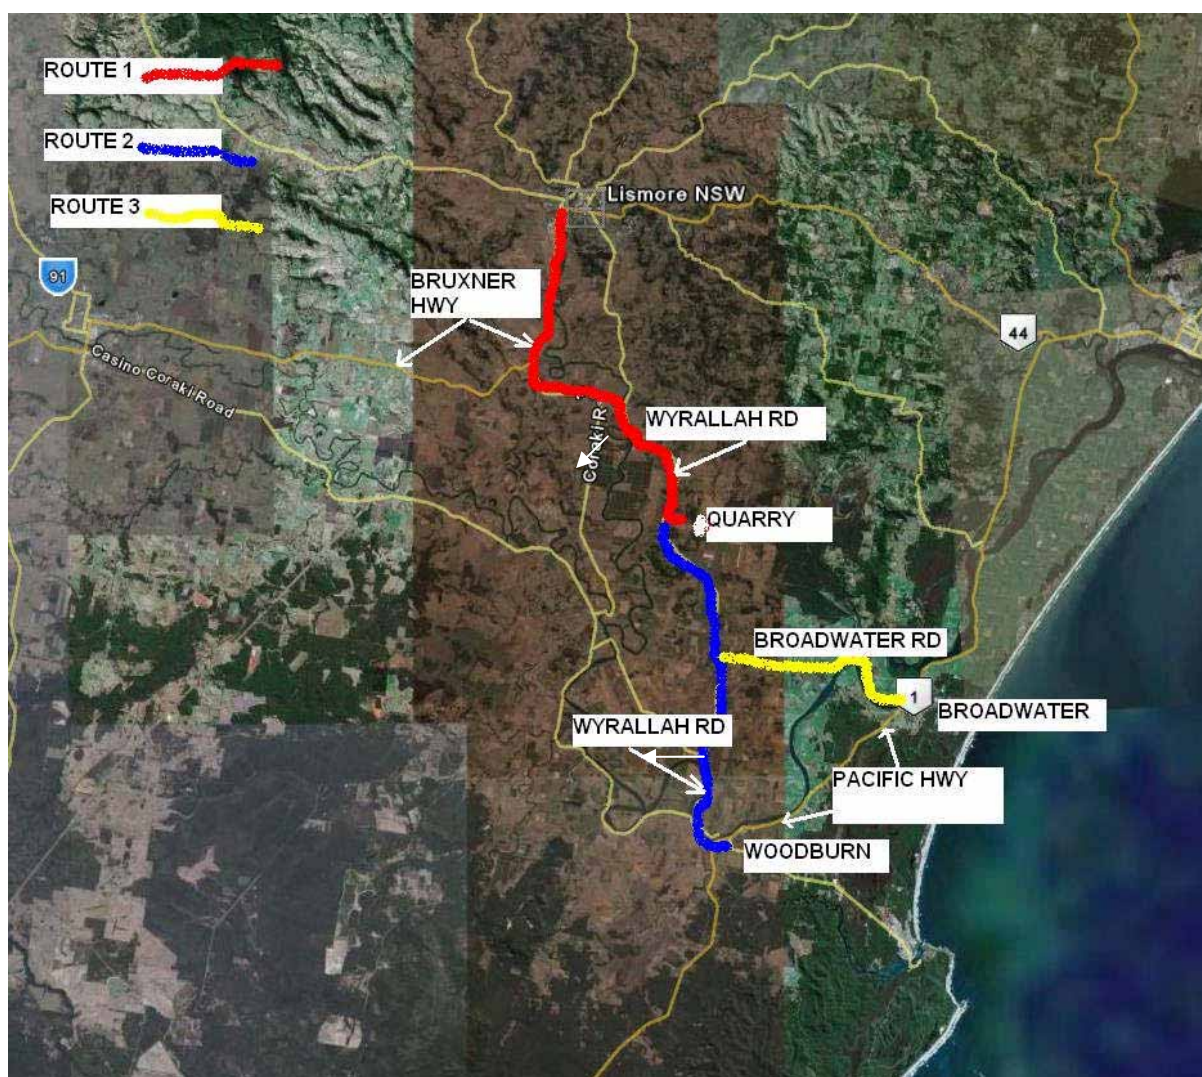 ROUTE 1
ROUTE 2
ROUTE 3
Lismore NSW
91
BRUXNER
HWY
44
Casino Coraki Road
WYRALLAH RD
Coraki R
QUARRY
BROADWATER RD
1
BROADWATER
WYRALLAH RD
PACIFIC HWY
WOODBURN